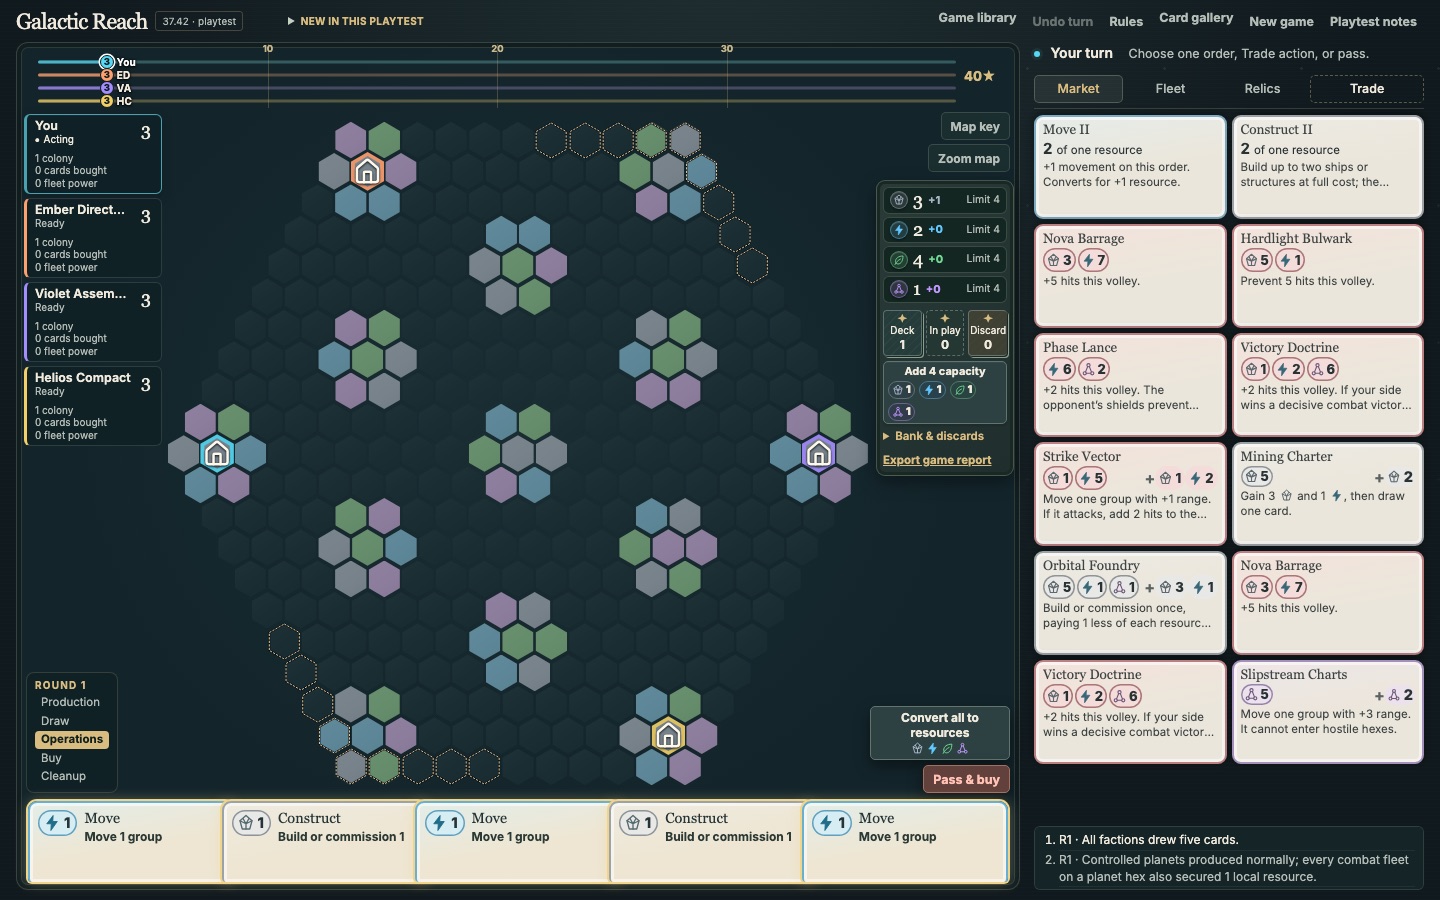 Galactic Reach
37.42 · playtest
▶ NEW IN THIS PLAYTEST
Game library
Undo turn
Rules
Card gallery
New game
Playtest notes
10
20
30
3 You
3 ED
3 VA
3 HC
40★
You
3
• Acting
1 colony
0 cards bought
0 fleet power
Ember Direct...
3
Ready
1 colony
0 cards bought
0 fleet power
Violet Assem...
3
Ready
1 colony
0 cards bought
0 fleet power
Helios Compact
3
Ready
1 colony
0 cards bought
0 fleet power
Map key
Zoom map
3 +1 Limit 4
2 +0 Limit 4
4 +0 Limit 4
1 +0 Limit 4
Deck
1
In play
0
Discard
0
Add 4 capacity
1 1 1
1
▶ Bank & discards
Export game report
ROUND 1
Production
Draw
Operations
Buy
Cleanup
Convert all to
resources
Pass & buy
1 Move
Move 1 group
1 Construct
Build or commission 1
1 Move
Move 1 group
1 Construct
Build or commission 1
1 Move
Move 1 group
Your turn
Choose one order, Trade action, or pass.
Market
Fleet
Relics
Trade
Move II
2 of one resource
+1 movement on this order.
Converts for +1 resource.
Construct II
2 of one resource
Build up to two ships or
structures at full cost; the...
Nova Barrage
3 7
+5 hits this volley.
Hardlight Bulwark
5 1
Prevent 5 hits this volley.
Phase Lance
6 2
+2 hits this volley. The
opponent's shields prevent...
Victory Doctrine
1 2 6
+2 hits this volley. If your side
wins a decisive combat victor...
Strike Vector
1 5 + 1 2
Move one group with +1 range.
If it attacks, add 2 hits to the...
Mining Charter
5 + 2
Gain 3 and 1 , then draw
one card.
Orbital Foundry
5 1 1 + 3 1
Build or commission once,
paying 1 less of each resourc...
Nova Barrage
3 7
+5 hits this volley.
Victory Doctrine
1 2 6
+2 hits this volley. If your side
wins a decisive combat victor...
Slipstream Charts
5 + 2
Move one group with +3 range.
It cannot enter hostile hexes.
1. R1 · All factions drew five cards.
2. R1 · Controlled planets produced normally; every combat fleet
on a planet hex also secured 1 local resource.